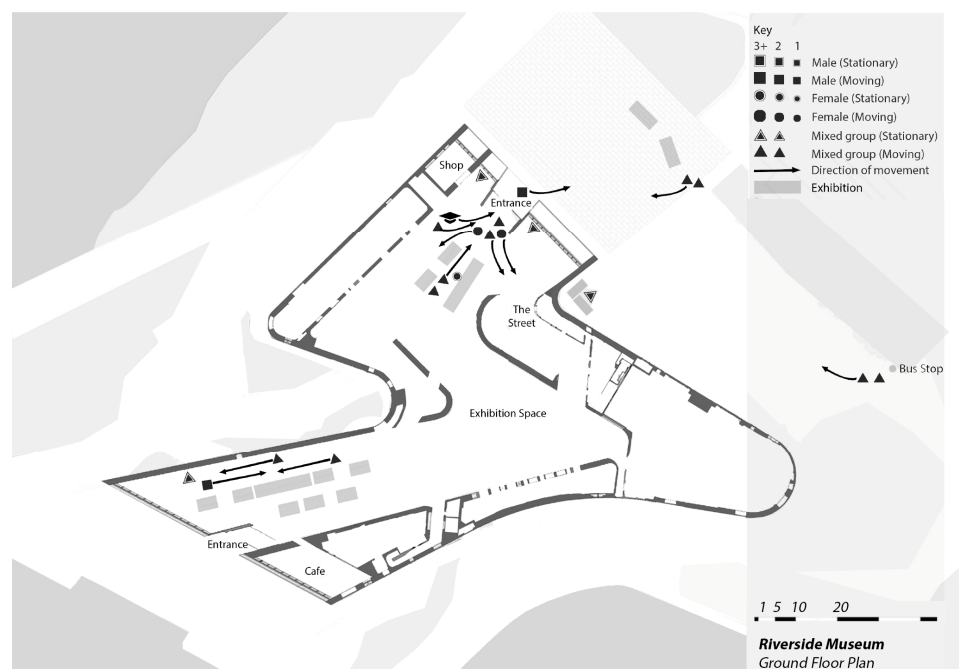 Key
3+ 2 1
Male (Stationary)
Male (Moving)
Female (Stationary)
Female (Moving)
Mixed group (Stationary)
Mixed group (Moving)
Direction of movement
Exhibition
Shop
Entrance
The
Street
Bus Stop
Exhibition Space
Entrance
Cafe
1 5 10 20
Riverside Museum
Ground Floor Plan